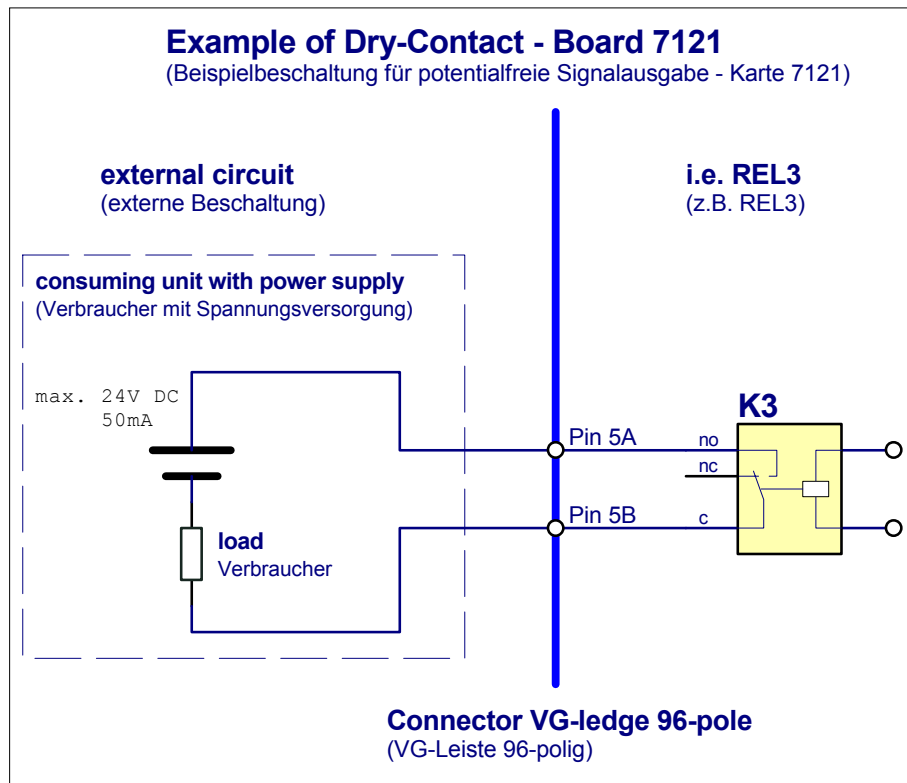 Example of Dry-Contact - Board 7121
(Beispielbeschaltung für potentialfreie Signalausgabe - Karte 7121)
external circuit
(externe Beschaltung)
i.e. REL3
(z.B. REL3)
consuming unit with power supply
(Verbraucher mit Spannungsversorgung)
max. 24V DC
50mA
K3
Pin 5A
no
nc
Pin 5B
c
load
Verbraucher
Connector VG-ledge 96-pole
(VG-Leiste 96-polig)